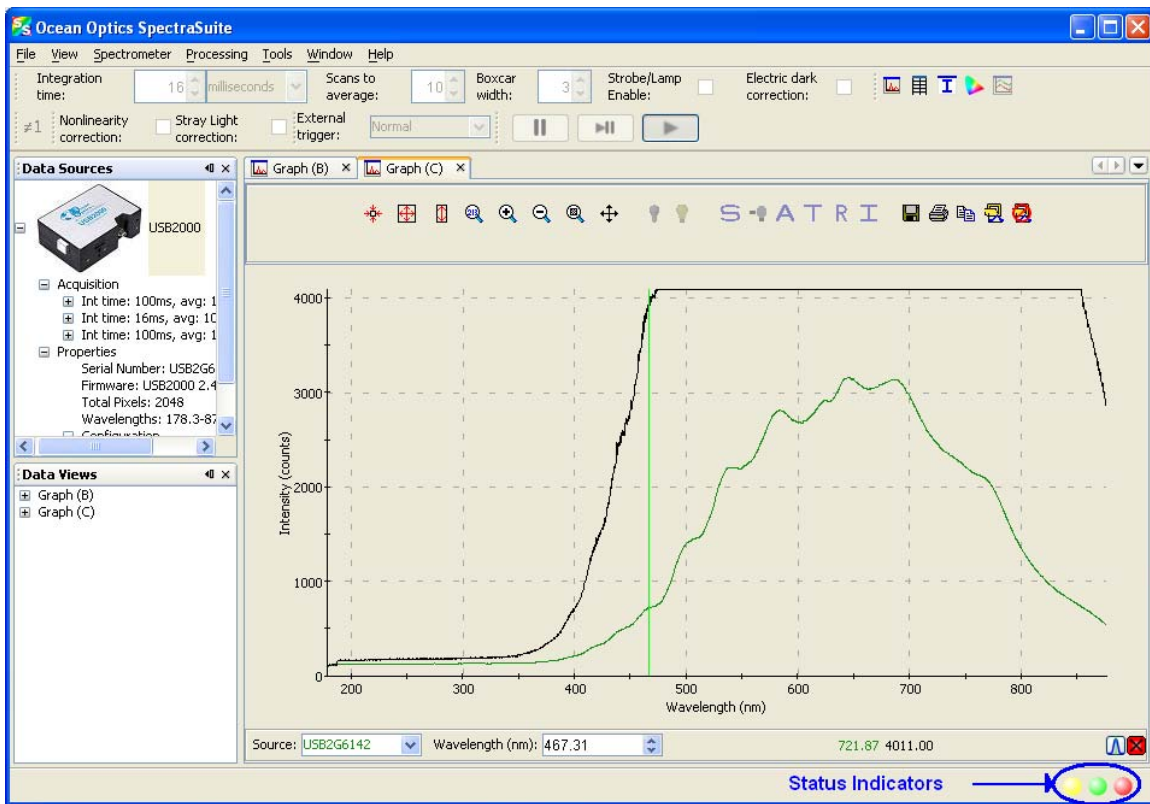 Ocean Optics SpectraSuite
File View Spectrometer Processing Tools Window Help
Integration time: 16 milliseconds Scans to average: 10 Boxcar width: 3 Strobe/Lamp Enable: Electric dark correction:
≠1 Nonlinearity correction: Stray Light correction: External trigger: Normal
Data Sources
USB2000
Acquisition
Int time: 100ms, avg: 1
Int time: 16ms, avg: 10
Int time: 100ms, avg: 1
Properties
Serial Number: USB2G6
Firmware: USB2000 2.4
Total Pixels: 2048
Wavelengths: 178.3-87
Configuration
Data Views
Graph (B)
Graph (C)
Graph (B) Graph (C)
S A T R I
Intensity (counts)
4000
3000
2000
1000
0
200 300 400 500 600 700 800
Wavelength (nm)
Source: USB2G6142 Wavelength (nm): 467.31 721.87 4011.00
Status Indicators